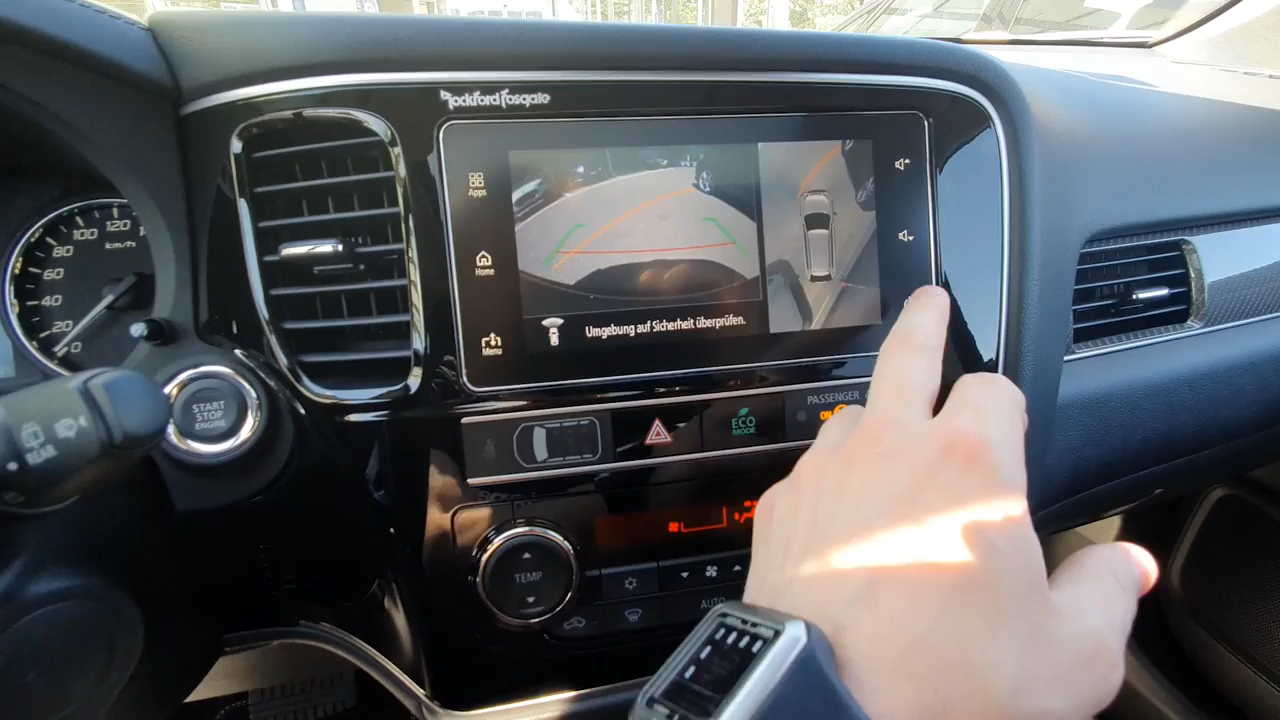 Rockford Fosgate
Apps
Home
Menu
Umgebung auf Sicherheit überprüfen.
120
100
80
60
40
20
0
km/h
START
STOP
ENGINE
REAR
ECO
MODE
PASSENGER
TEMP
AUTO